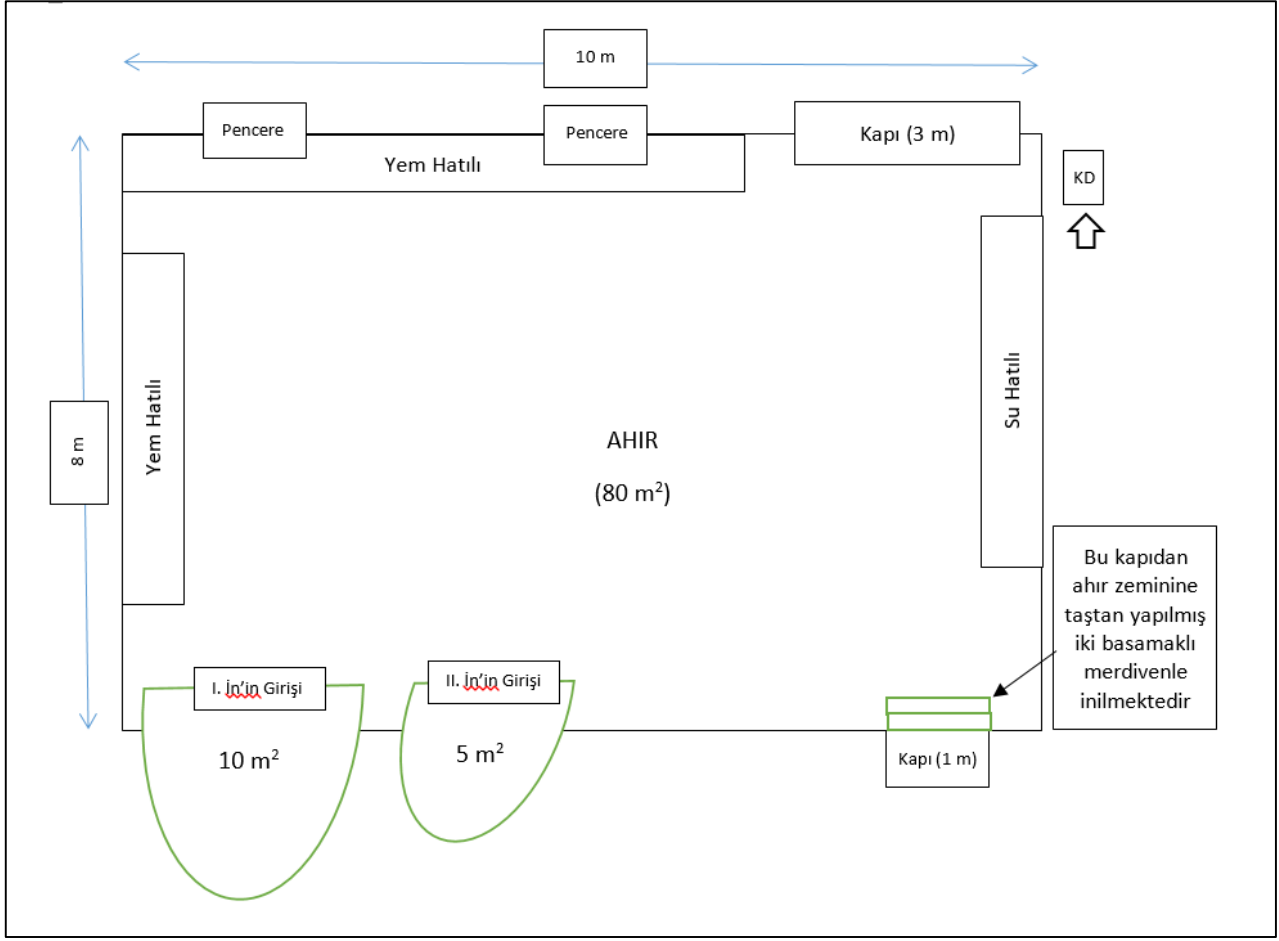 10 m
Pencere
Pencere
Kapı (3 m)
Yem Hatılı
KD
Yem Hatılı
8 m
Su Hatılı
AHIR
(80 m²)
Bu kapıdan
ahır zeminine
taştan yapılmış
iki basamaklı
merdivenle
inilmektedir
I. İn’in Girişi
II. İn’in Girişi
10 m²
5 m²
Kapı (1 m)